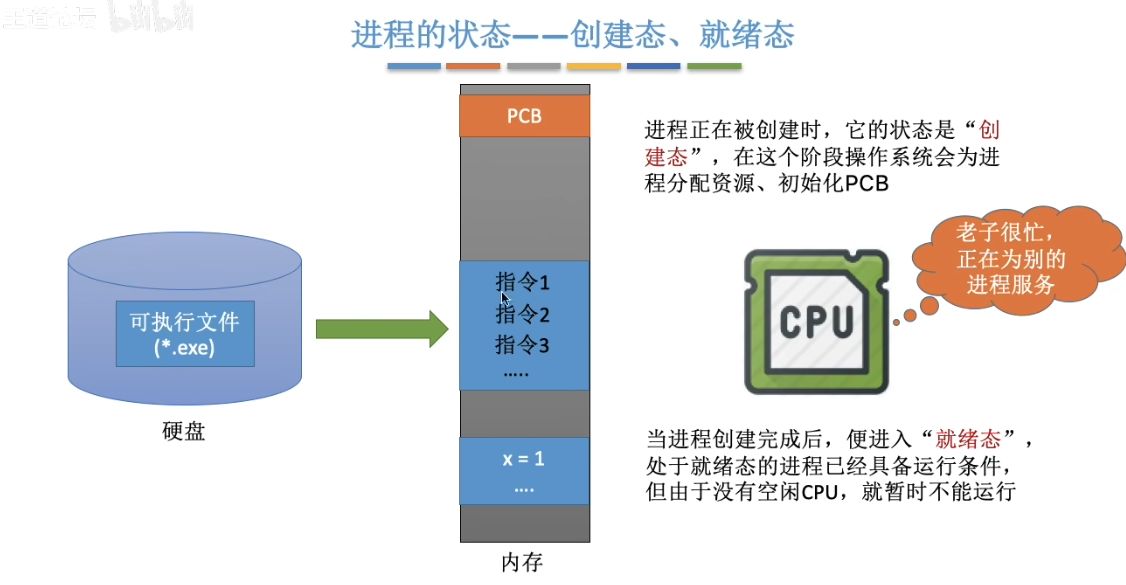 王道论坛 bilibili
进程的状态——创建态、就绪态
PCB
进程正在被创建时，它的状态是“创
建态”，在这个阶段操作系统会为进
程分配资源、初始化PCB
老子很忙，
正在为别的
进程服务
指令1
指令2
指令3
…..
可执行文件
(*.exe)
CPU
硬盘
当进程创建完成后，便进入“就绪态”，
处于就绪态的进程已经具备运行条件，
但由于没有空闲CPU，就暂时不能运行
x = 1
….
内存